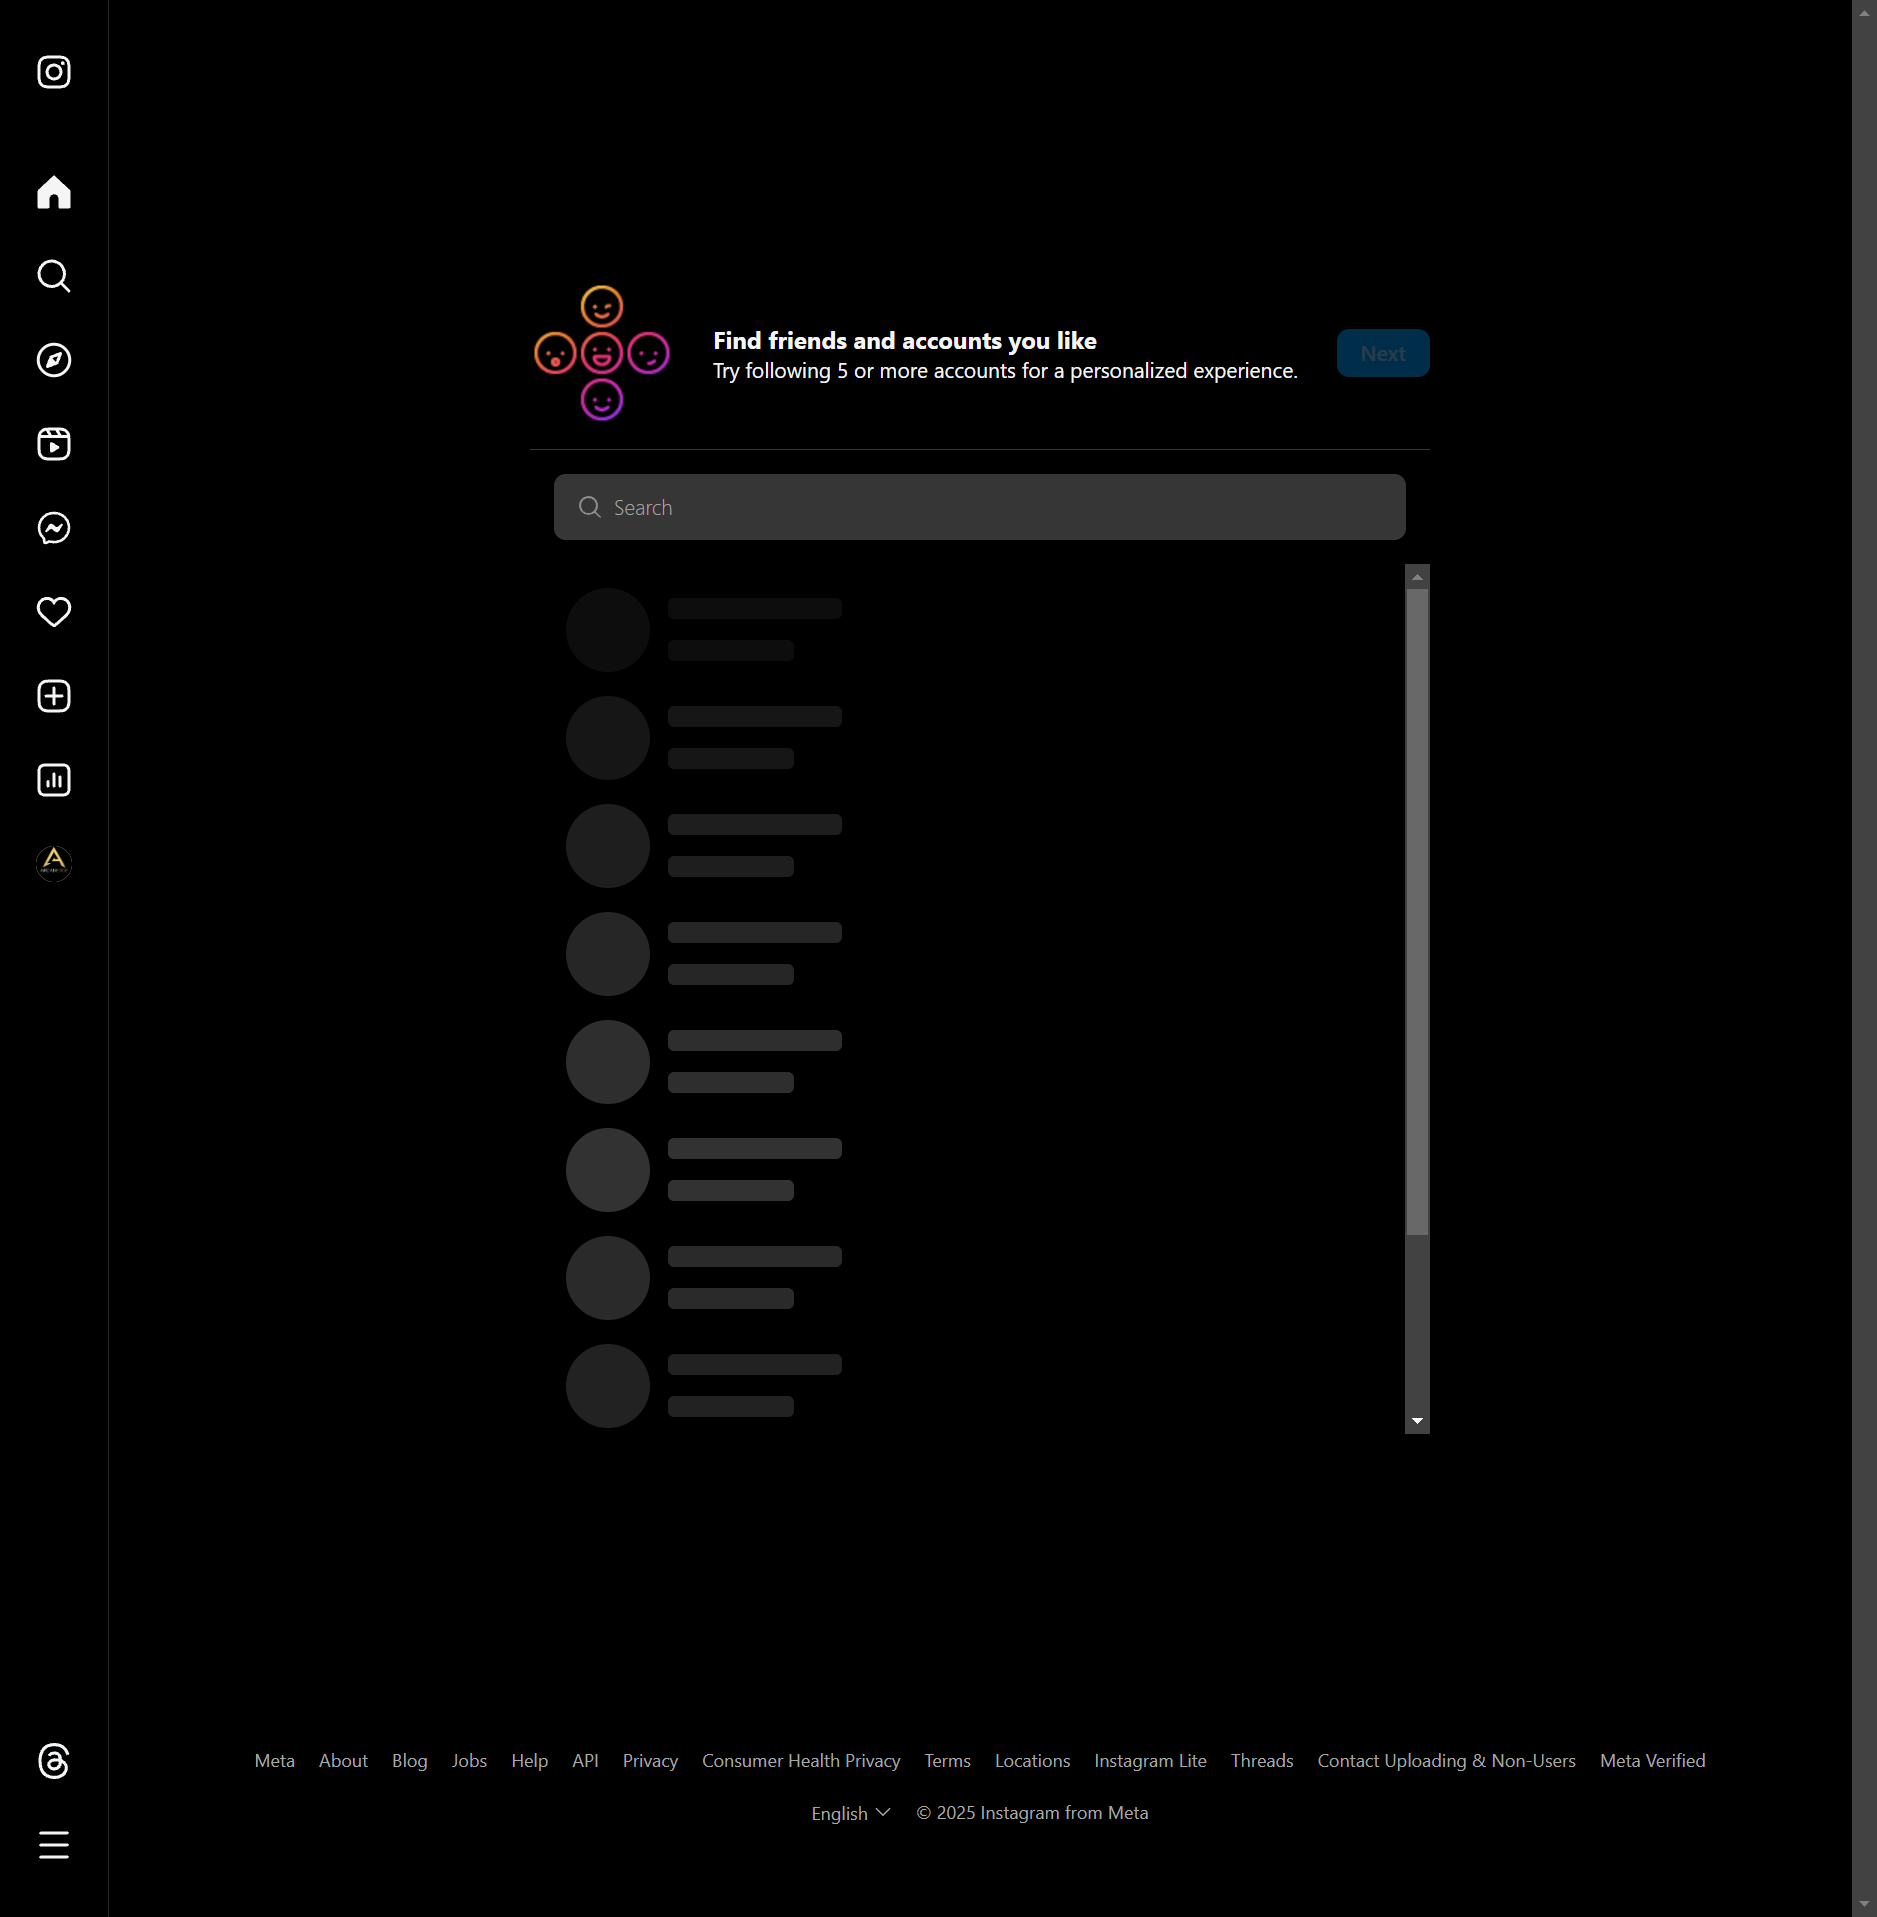 Find friends and accounts you like
Try following 5 or more accounts for a personalized experience.
Next
Search
Meta About Blog Jobs Help API Privacy Consumer Health Privacy Terms Locations Instagram Lite Threads Contact Uploading & Non-Users Meta Verified
English © 2025 Instagram from Meta